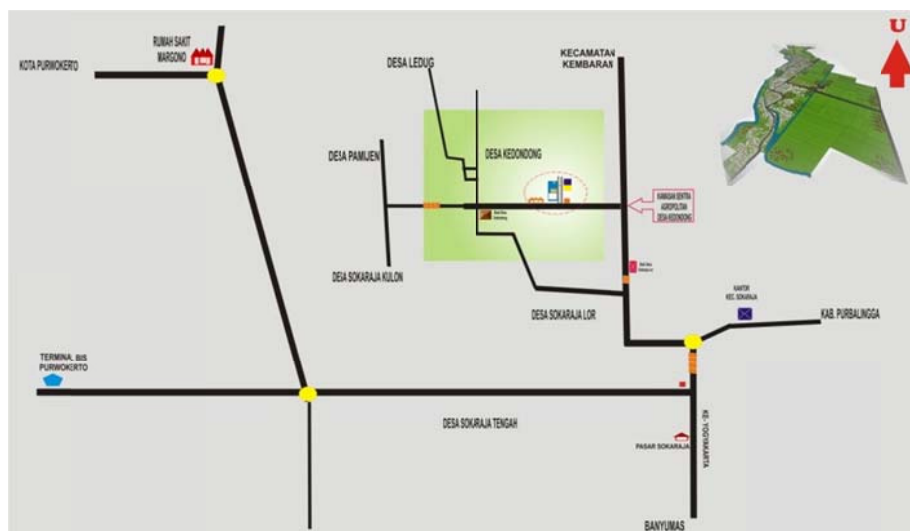 U
RUMAH SAKIT
MARGONO
KOTA PURWOKERTO
DESA LEDUG
KECAMATAN
KEMBARAN
DESA PAMIJEN
DESA KEDONDONG
KAWASAN SENTRA
AGROPOLITAN
DESA KEDONDONG
DESA SOKARAJA KULON
KANTOR
KEC. SOKARAJA
DESA SOKARAJA LOR
KAB. PURBALINGGA
TERMINAL BIS
PURWOKERTO
DESA SOKARAJA TENGAH
KE - YOGYAKARTA
PASAR SOKARAJA
BANYUMAS